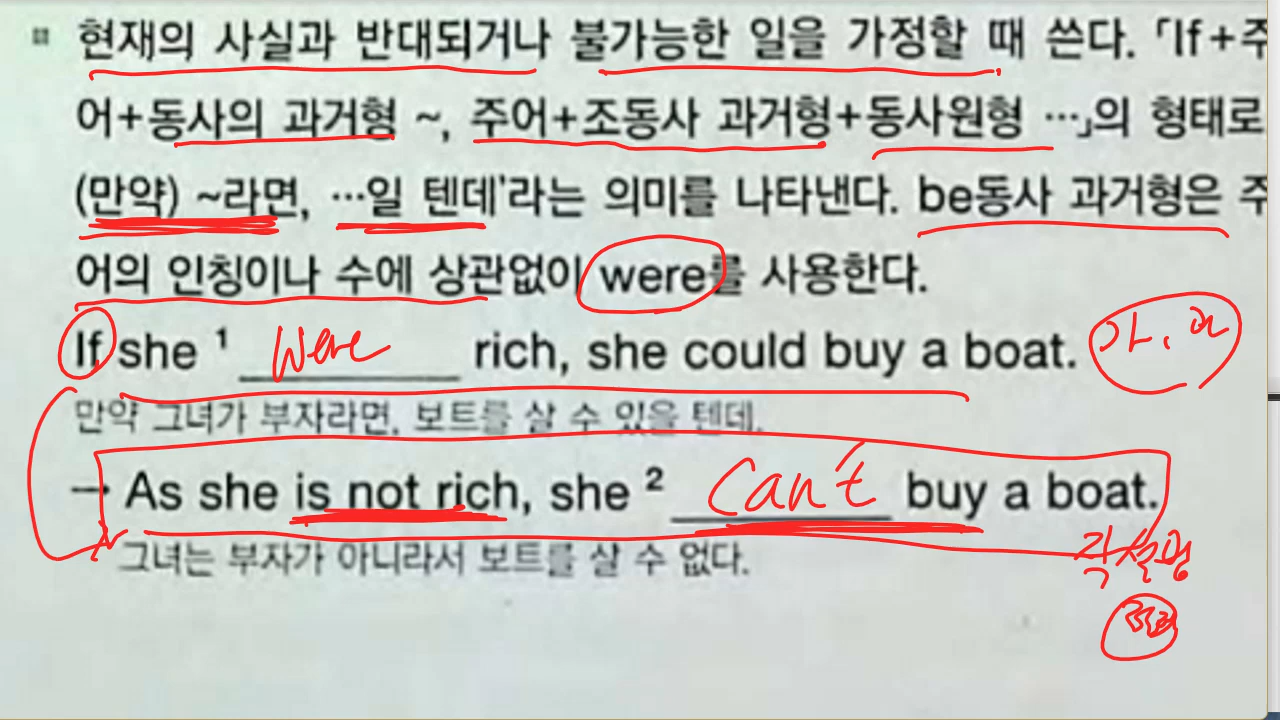 현재의 사실과 반대되거나 불가능한 일을 가정할 때 쓴다. 「If+주
어+동사의 과거형 ~, 주어+조동사 과거형+동사원형 …」의 형태로
(만약) ~라면, …일 텐데'라는 의미를 나타낸다. be동사 과거형은 주
어의 인칭이나 수에 상관없이 were를 사용한다.
If she ¹ were rich, she could buy a boat. 가, 과
만약 그녀가 부자라면, 보트를 살 수 있을 텐데.
→ As she is not rich, she ² can't buy a boat.
그녀는 부자가 아니라서 보트를 살 수 없다.
직설명